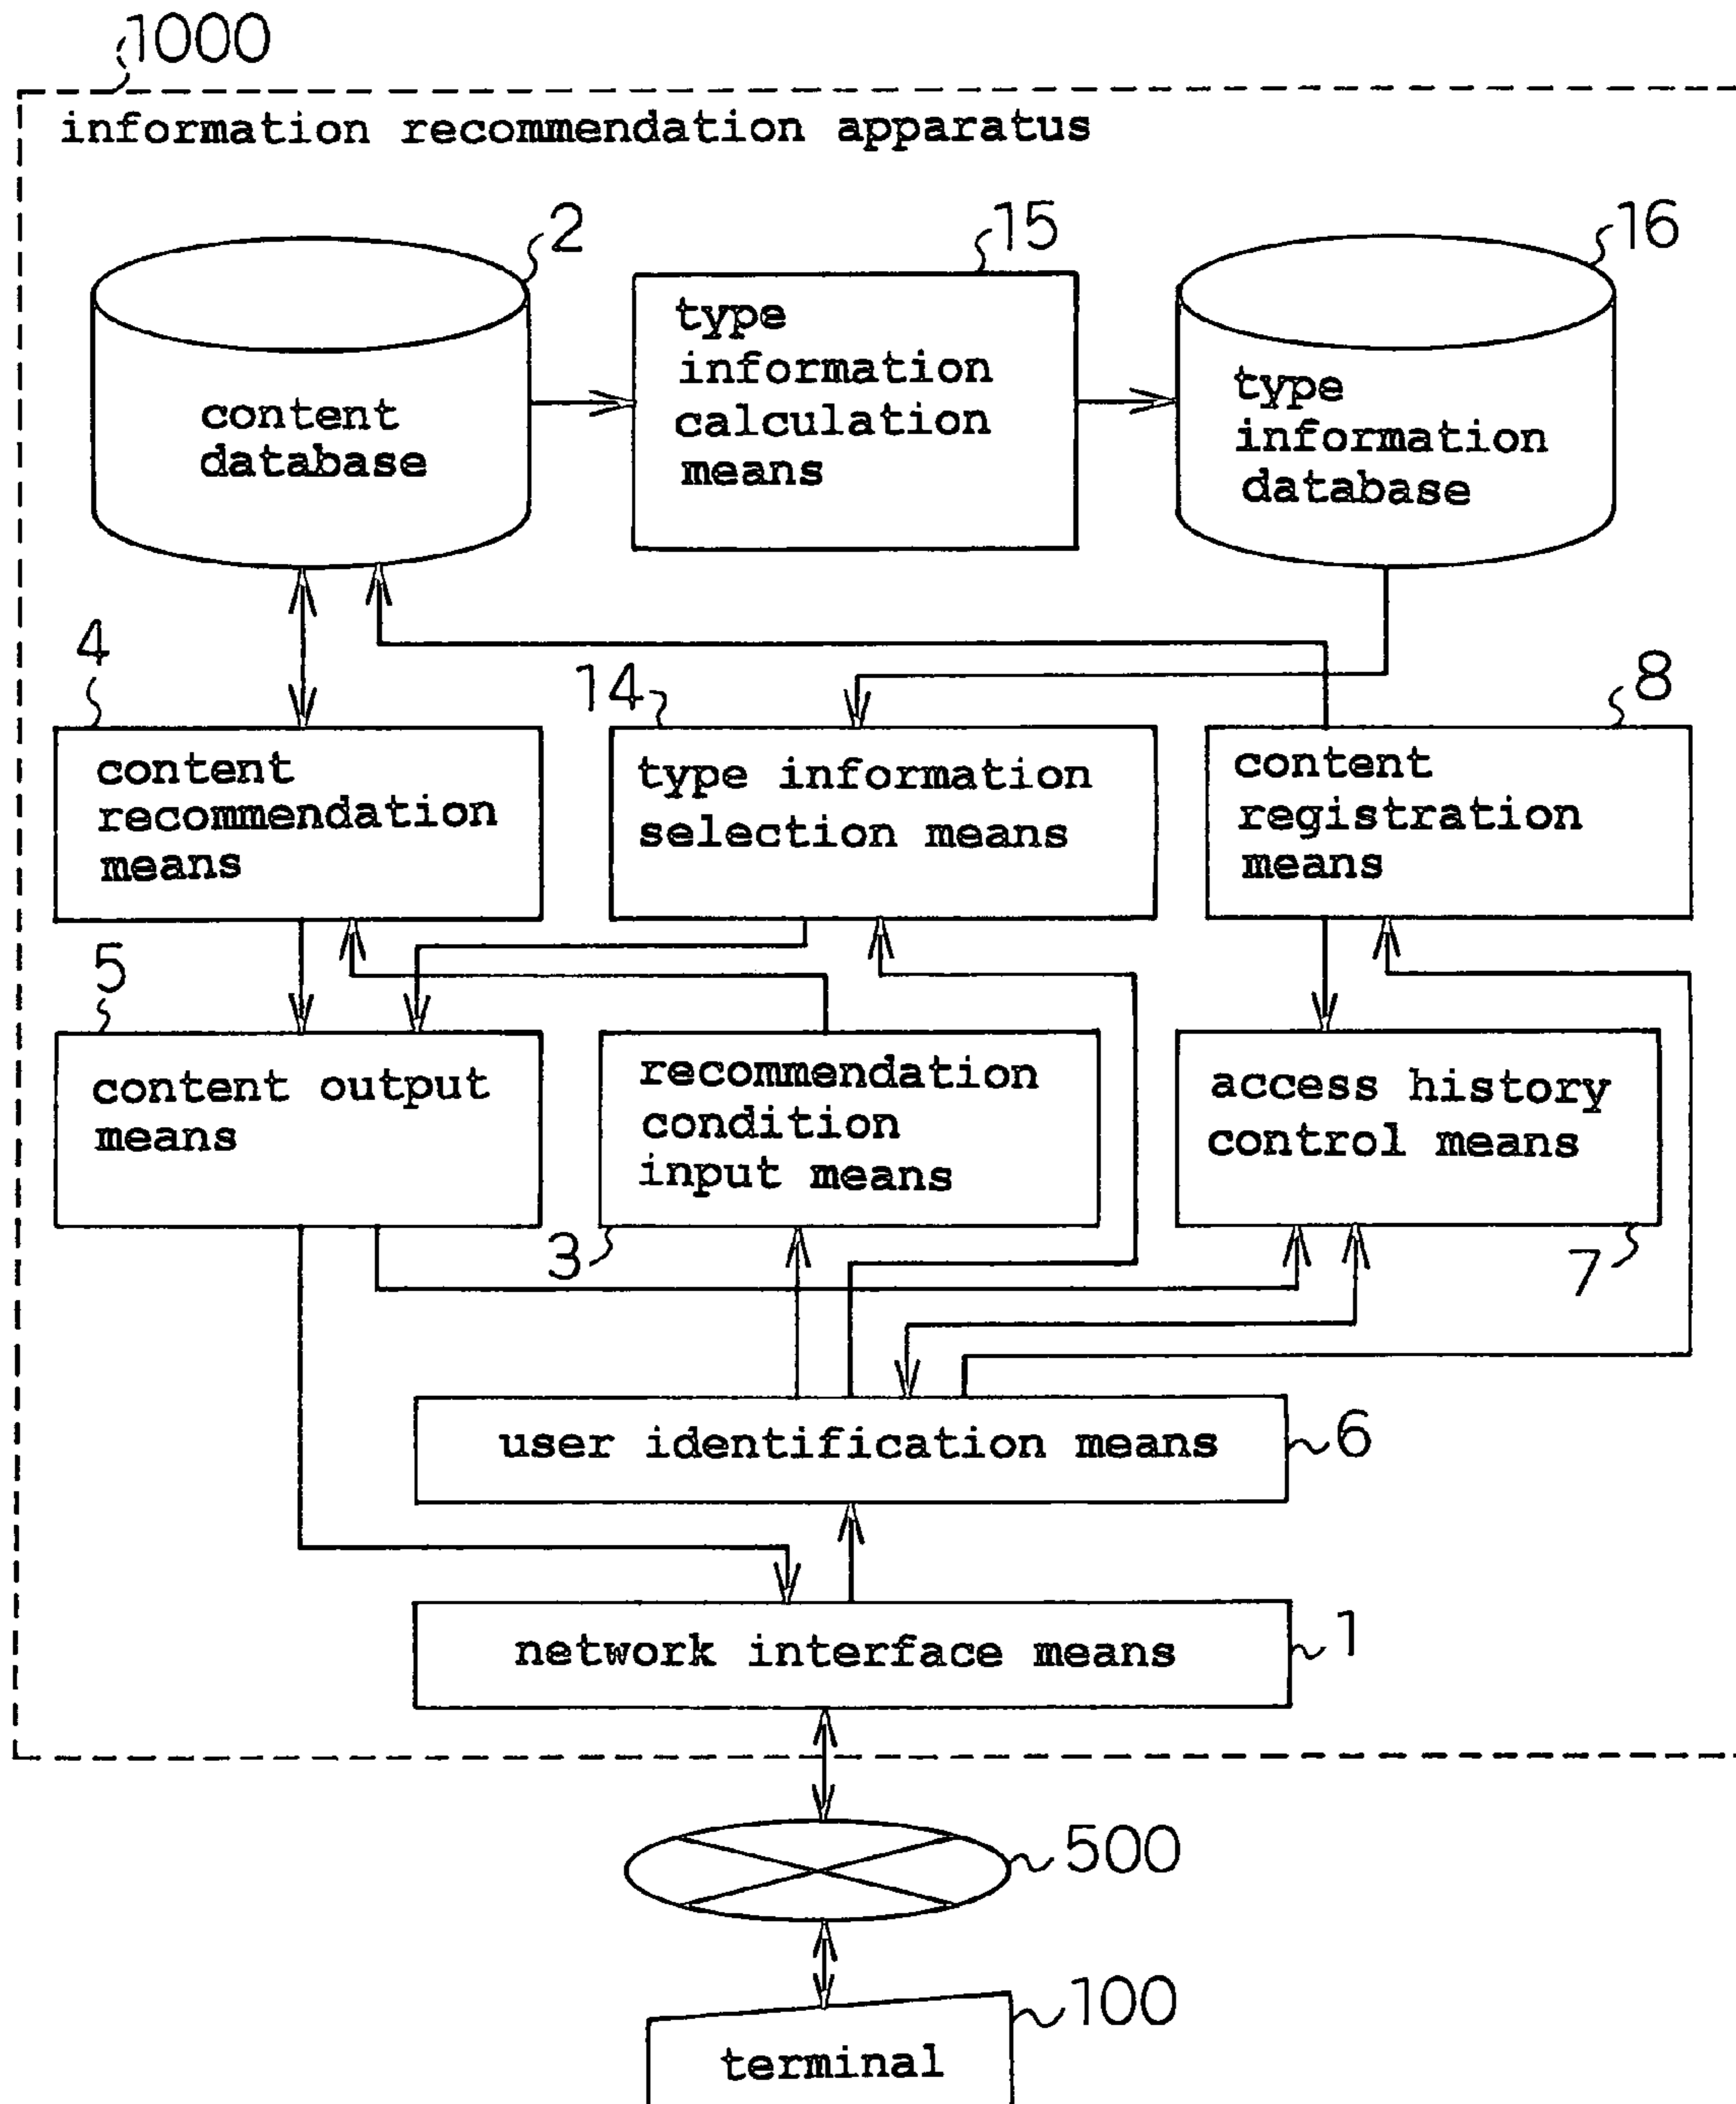 1000
information recommendation apparatus
2
15
16
content
database
type
information
calculation
means
type
information
database
4
14
8
content
recommendation
means
type information
selection means
content
registration
means
5
content output
means
recommendation
condition
input means
access history
control means
3
7
user identification means
6
network interface means
1
500
100
terminal